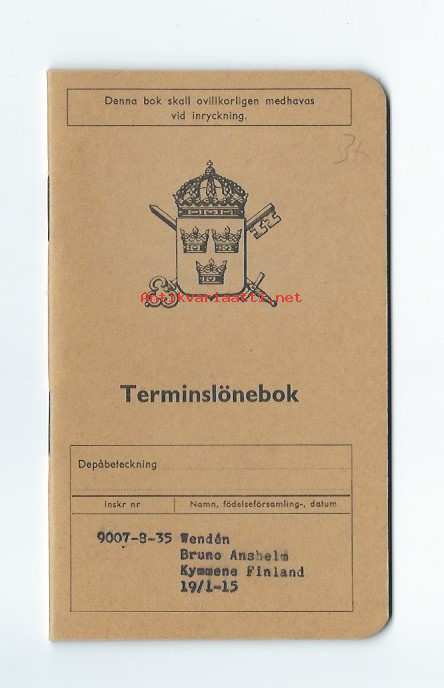 Denna bok skall ovillkorligen medhavas
vid inryckning.
34
Antikvariaatti.net
Terminslönebok
Depåbeteckning
Inskr nr Namn, födelseförsamling-, datum
9007-8-35 Wendén
Bruno Anshelm
Kymmene Finland
19/1-15